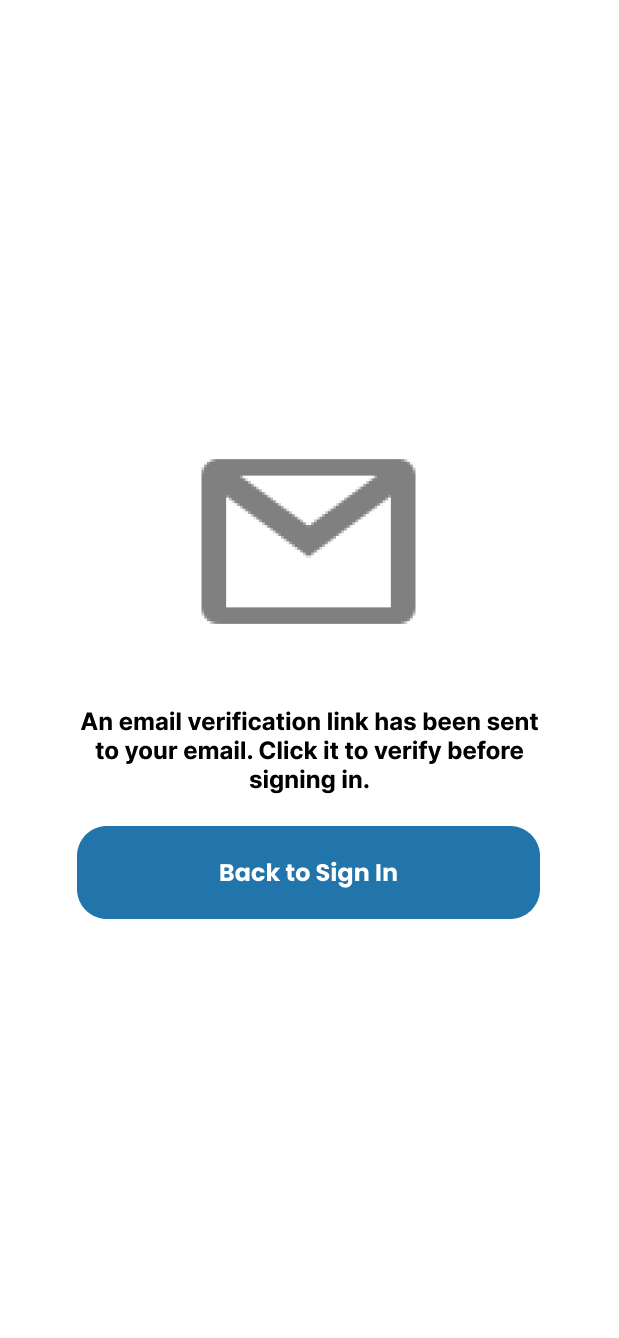 An email verification link has been sent
to your email. Click it to verify before
signing in.
Back to Sign In